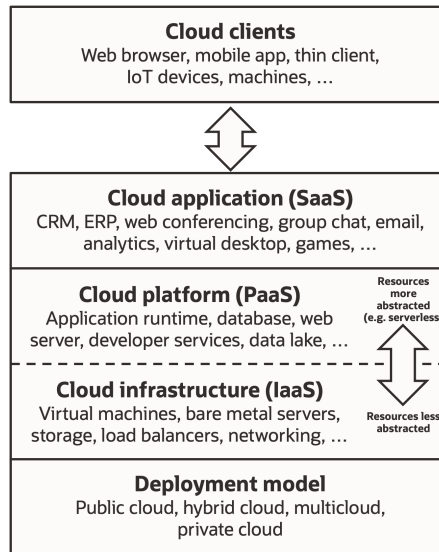 Cloud clients
Web browser, mobile app, thin client,
IoT devices, machines, …
Cloud application (SaaS)
CRM, ERP, web conferencing, group chat, email,
analytics, virtual desktop, games, …
Cloud platform (PaaS)
Application runtime, database, web
server, developer services, data lake, …
Resources
more
abstracted
(e.g. serverless
Cloud infrastructure (IaaS)
Virtual machines, bare metal servers,
storage, load balancers, networking, …
Resources less
abstracted
Deployment model
Public cloud, hybrid cloud, multicloud,
private cloud